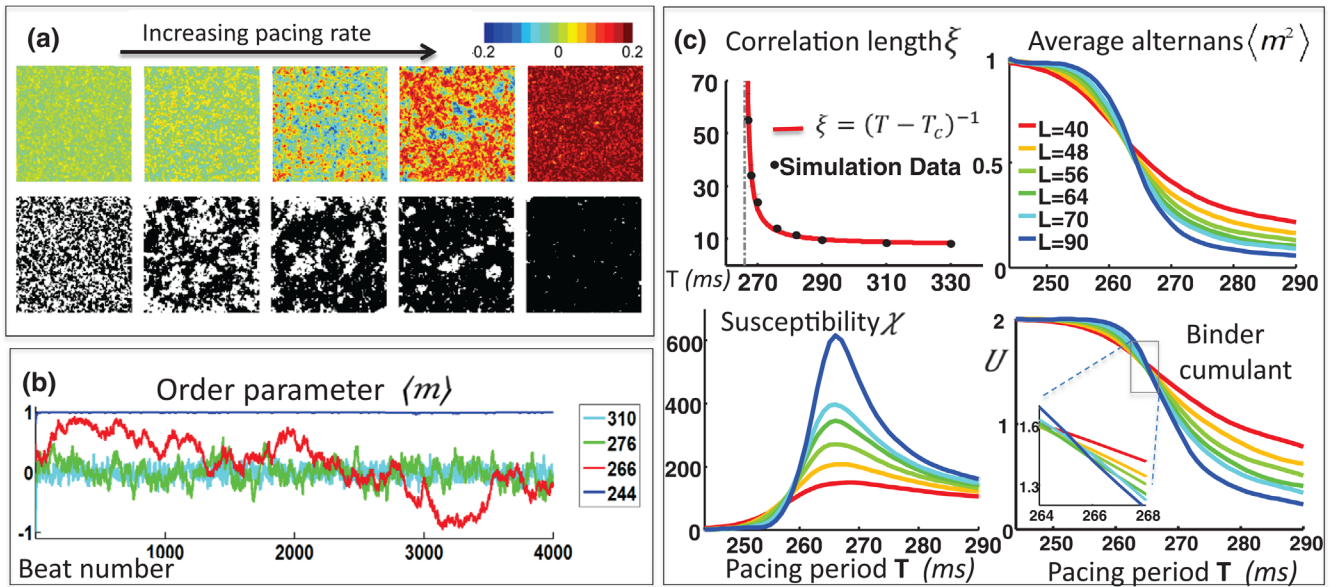 (a)
Increasing pacing rate
-0.2 0 0.2
(b)
Order parameter ⟨m⟩
1
0
-1
1000 2000 3000 4000
Beat number
310
276
266
244
(c)
Correlation length ξ
70
50
30
10
ξ = (T − T_C)^{-1}
Simulation Data
T (ms) 270 290 310 330
Average alternans ⟨m²⟩
1
0.5
L=40
L=48
L=56
L=64
L=70
L=90
250 260 270 280 290
Susceptibility χ
600
400
200
0
250 260 270 280 290
Pacing period T (ms)
Binder
cumulant
2
U
1
0
1.6
1.3
264 266 268
250 260 270 280 290
Pacing period T (ms)